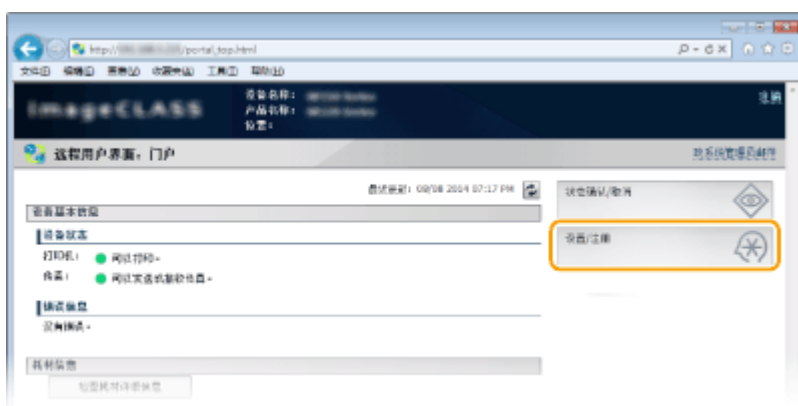 http:// /portal_top.html
文件(F) 编辑(E) 查看(V) 收藏夹(A) 工具(T) 帮助(H)
imageCLASS
设备名称:
产品名称:
位置:
注销
远程用户界面: 门户
给系统管理员邮件
最近更新: 09/08 2014 07:17 PM
设备基本信息
设备状态
打印机: 可以打印。
传真: 可以发送或接收传真。
错误信息
没有错误。
耗材信息
检查耗材详细信息
状态确认/取消
设置/注册